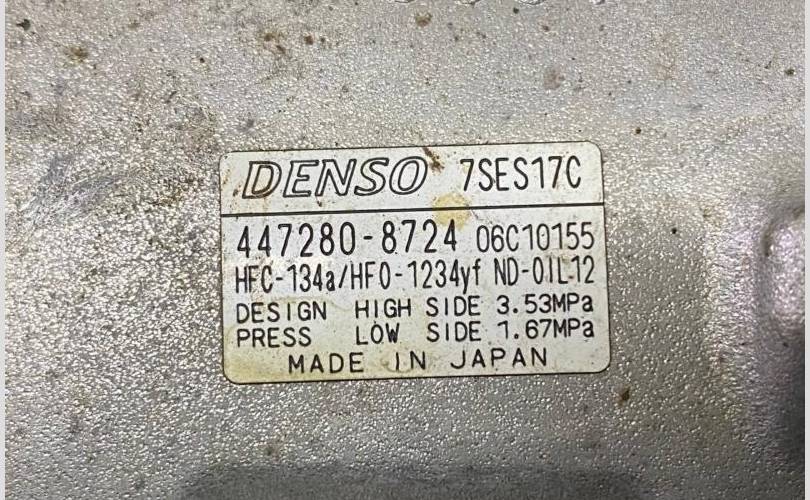 DENSO 7SES17C
447280-8724 06C10155
HFC-134a/HFO-1234yf ND-OIL12
DESIGN HIGH SIDE 3.53MPa
PRESS LOW SIDE 1.67MPa
MADE IN JAPAN